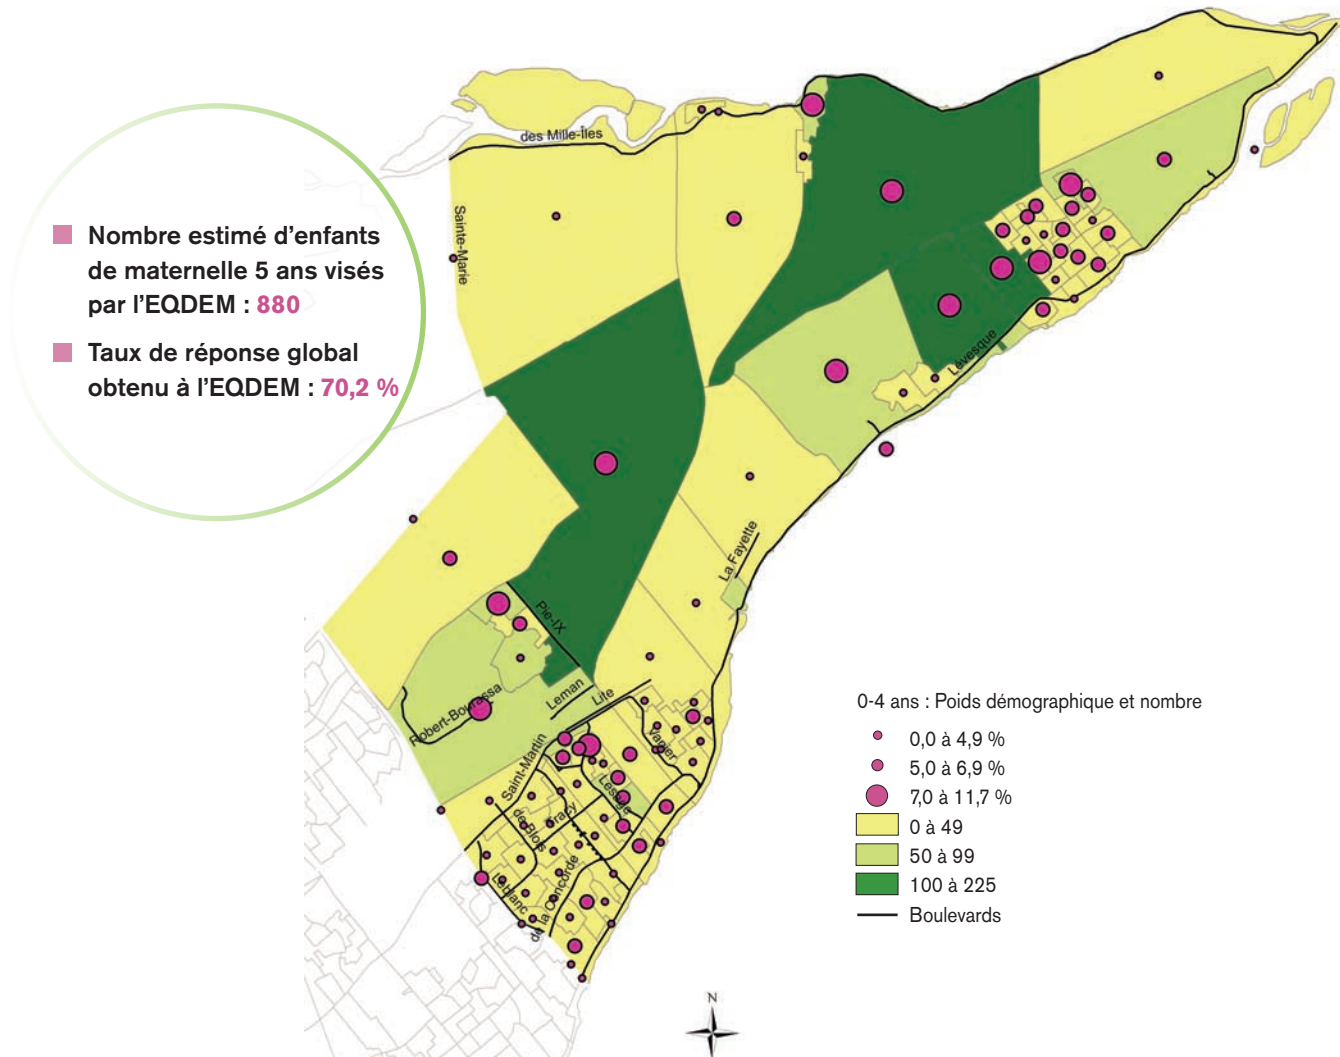 Nombre estimé d'enfants
de maternelle 5 ans visés
par l'EQDEM : 880
Taux de réponse global
obtenu à l'EQDEM : 70,2 %
des Mille-Îles
Sainte-Marie
Lévesque
La Fayette
Pie-IX
Robert-Bourassa
Leman
Lite
Vanier
Saint-Martin
Lesage
Tracy
de Blois
Leblanc
de la Concorde
0-4 ans : Poids démographique et nombre
0,0 à 4,9 %
5,0 à 6,9 %
7,0 à 11,7 %
0 à 49
50 à 99
100 à 225
Boulevards
N